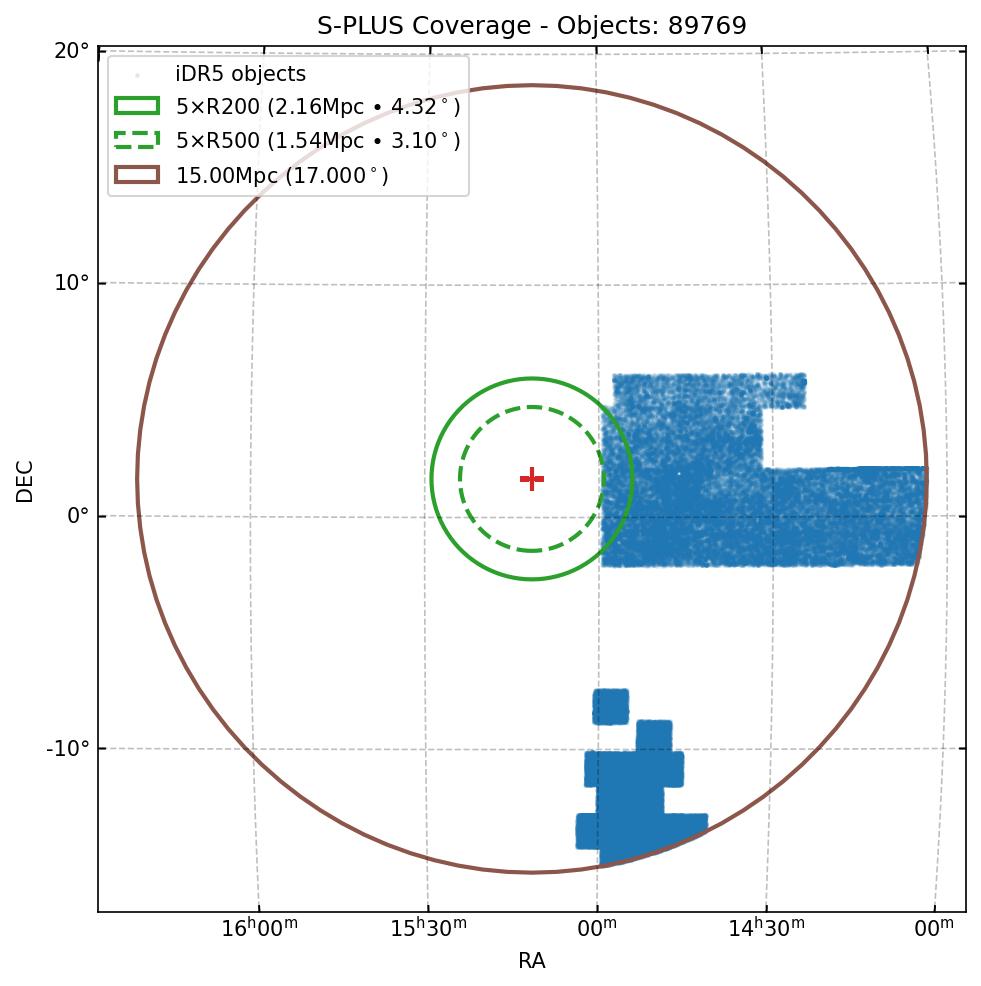 S-PLUS Coverage - Objects: 89769
iDR5 objects
5×R200 (2.16Mpc • 4.32°)
5×R500 (1.54Mpc • 3.10°)
15.00Mpc (17.000°)
20°
10°
0°
-10°
DEC
16ʰ00ᵐ 15ʰ30ᵐ 00ᵐ 14ʰ30ᵐ 00ᵐ
RA